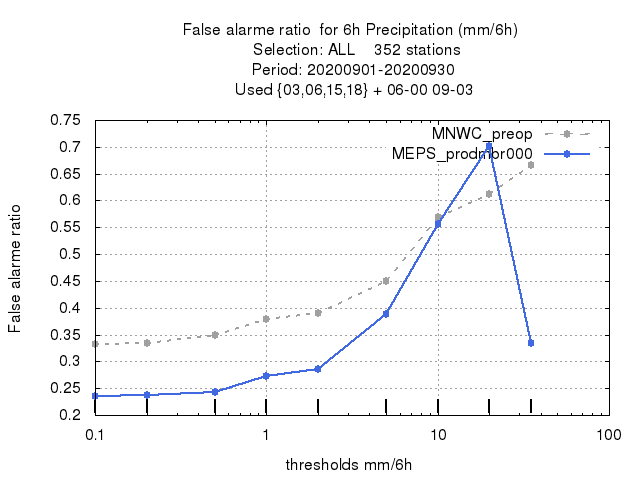 False alarme ratio  for 6h Precipitation (mm/6h)
Selection: ALL    352 stations
Period: 20200901-20200930
Used {03,06,15,18} + 06-00 09-03
MNWC_preop
MEPS_prodmbr000
0.75
0.7
0.65
0.6
0.55
0.5
0.45
0.4
0.35
0.3
0.25
0.2
False alarme ratio
0.1 1 10 100
thresholds mm/6h